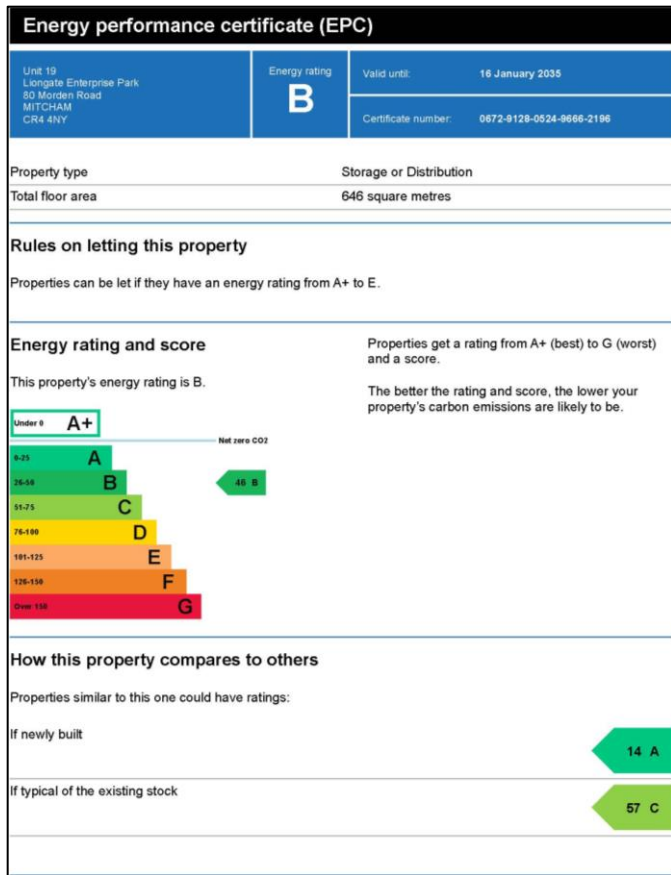 Energy performance certificate (EPC)
Unit 19
Liongate Enterprise Park
80 Morden Road
MITCHAM
CR4 4NY
Energy rating
B
Valid until:
16 January 2035
Certificate number:
0672-9128-0524-9666-2196
Property type
Storage or Distribution
Total floor area
646 square metres
Rules on letting this property
Properties can be let if they have an energy rating from A+ to E.
Energy rating and score
This property's energy rating is B.
Properties get a rating from A+ (best) to G (worst)
and a score.
The better the rating and score, the lower your
property's carbon emissions are likely to be.
Under 0 A+
Net zero CO2
0-25 A
26-50 B
46 B
51-75 C
76-100 D
101-125 E
126-150 F
Over 150 G
How this property compares to others
Properties similar to this one could have ratings:
If newly built
14 A
If typical of the existing stock
57 C